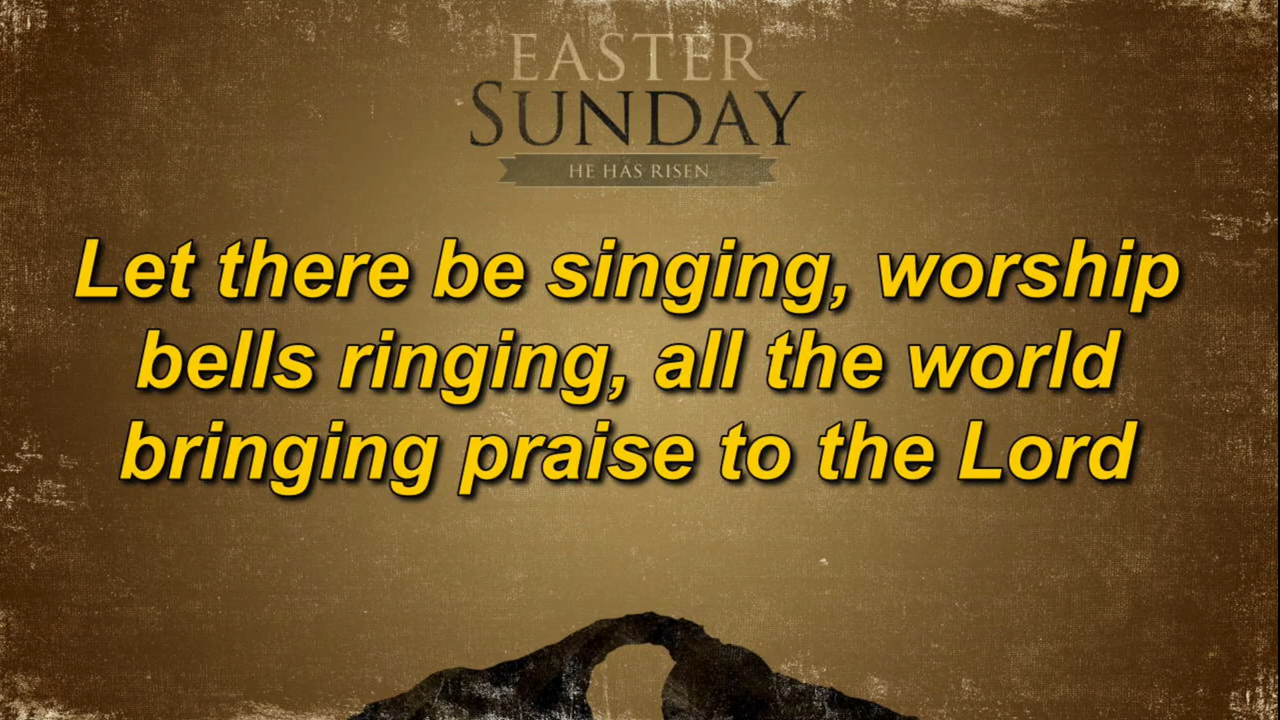 EASTER
SUNDAY
HE HAS RISEN
Let there be singing, worship
bells ringing, all the world
bringing praise to the Lord